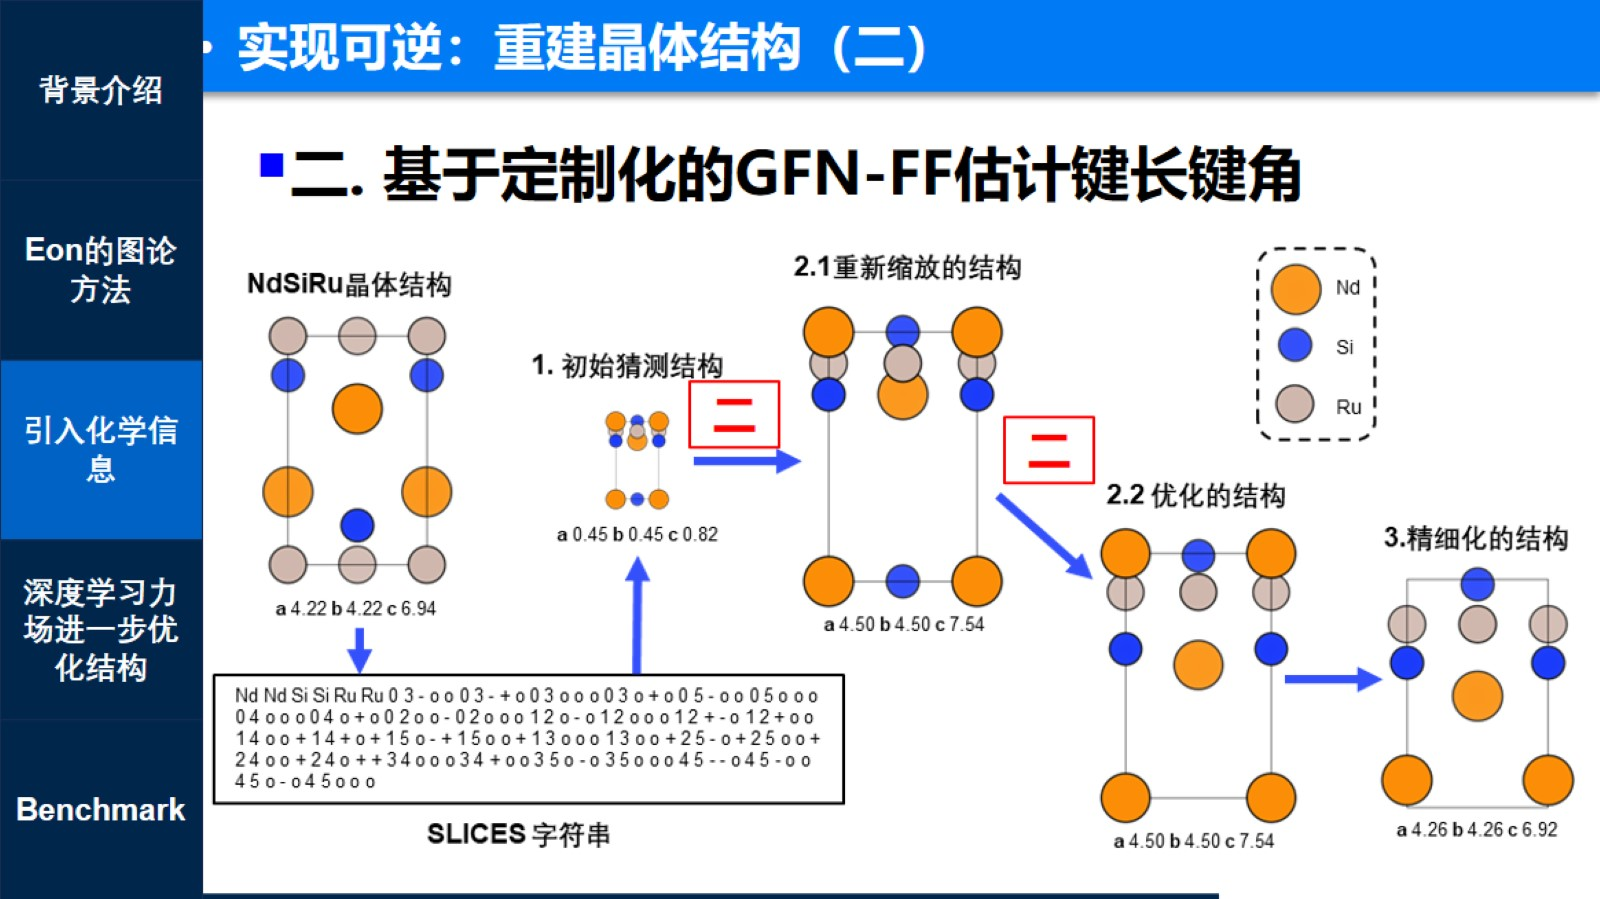 • 实现可逆：重建晶体结构（二）
背景介绍
Eon的图论
方法
引入化学信
息
深度学习力
场进一步优
化结构
Benchmark
二. 基于定制化的GFN-FF估计键长键角
NdSiRu晶体结构
a 4.22 b 4.22 c 6.94
1. 初始猜测结构
二
a 0.45 b 0.45 c 0.82
2.1重新缩放的结构
二
a 4.50 b 4.50 c 7.54
Nd
Si
Ru
2.2 优化的结构
a 4.50 b 4.50 c 7.54
3.精细化的结构
a 4.26 b 4.26 c 6.92
Nd Nd Si Si Ru Ru 0 3 - o o 0 3 - + o 0 3 o o o 0 3 o + o 0 5 - o o 0 5 o o o
0 4 o o o 0 4 o + o 0 2 o o - 0 2 o o o 1 2 o - o 1 2 o o o 1 2 + - o 1 2 + o o
1 4 o o + 1 4 + o + 1 5 o - + 1 5 o o + 1 3 o o o 1 3 o o + 2 5 - o + 2 5 o o +
2 4 o o + 2 4 o + + 3 4 o o o 3 4 + o o 3 5 o - o 3 5 o o o 4 5 - - o 4 5 - o o
4 5 o - o 4 5 o o o
SLICES 字符串